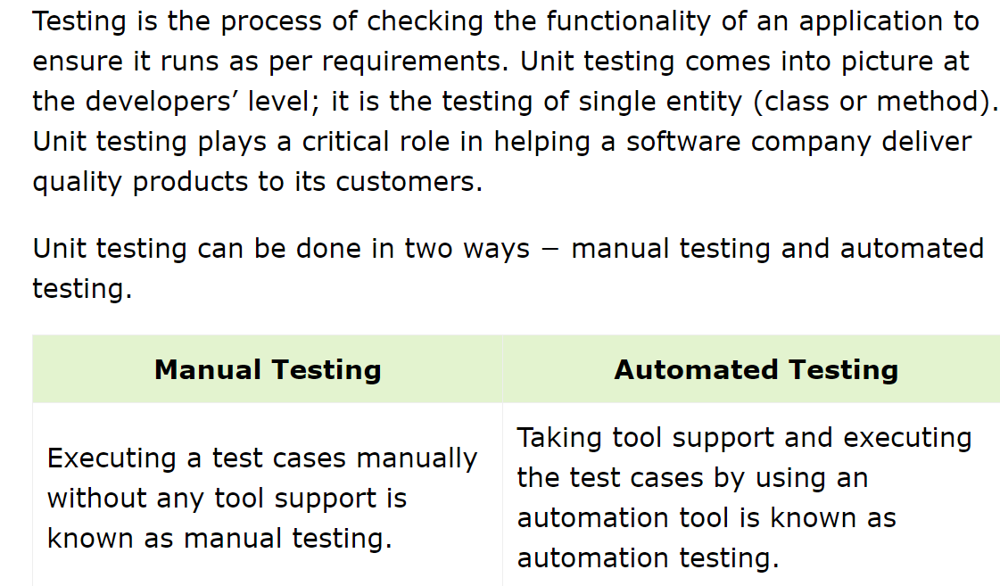 Testing is the process of checking the functionality of an application to
ensure it runs as per requirements. Unit testing comes into picture at
the developers’ level; it is the testing of single entity (class or method).
Unit testing plays a critical role in helping a software company deliver
quality products to its customers.
Unit testing can be done in two ways − manual testing and automated
testing.
Manual Testing
Automated Testing
Executing a test cases manually
without any tool support is
known as manual testing.
Taking tool support and executing
the test cases by using an
automation tool is known as
automation testing.